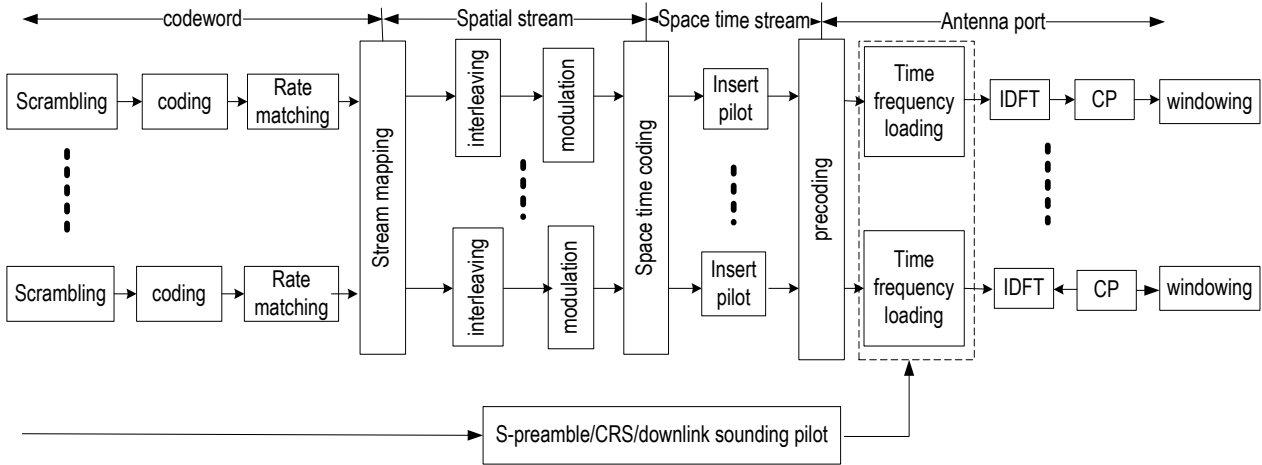 codeword
Spatial stream
Space time stream
Antenna port
Scrambling
coding
Rate
matching
Stream mapping
interleaving
modulation
Space time coding
Insert
pilot
precoding
Time
frequency
loading
IDFT
CP
windowing
Scrambling
coding
Rate
matching
interleaving
modulation
Insert
pilot
Time
frequency
loading
IDFT
CP
windowing
S-preamble/CRS/downlink sounding pilot